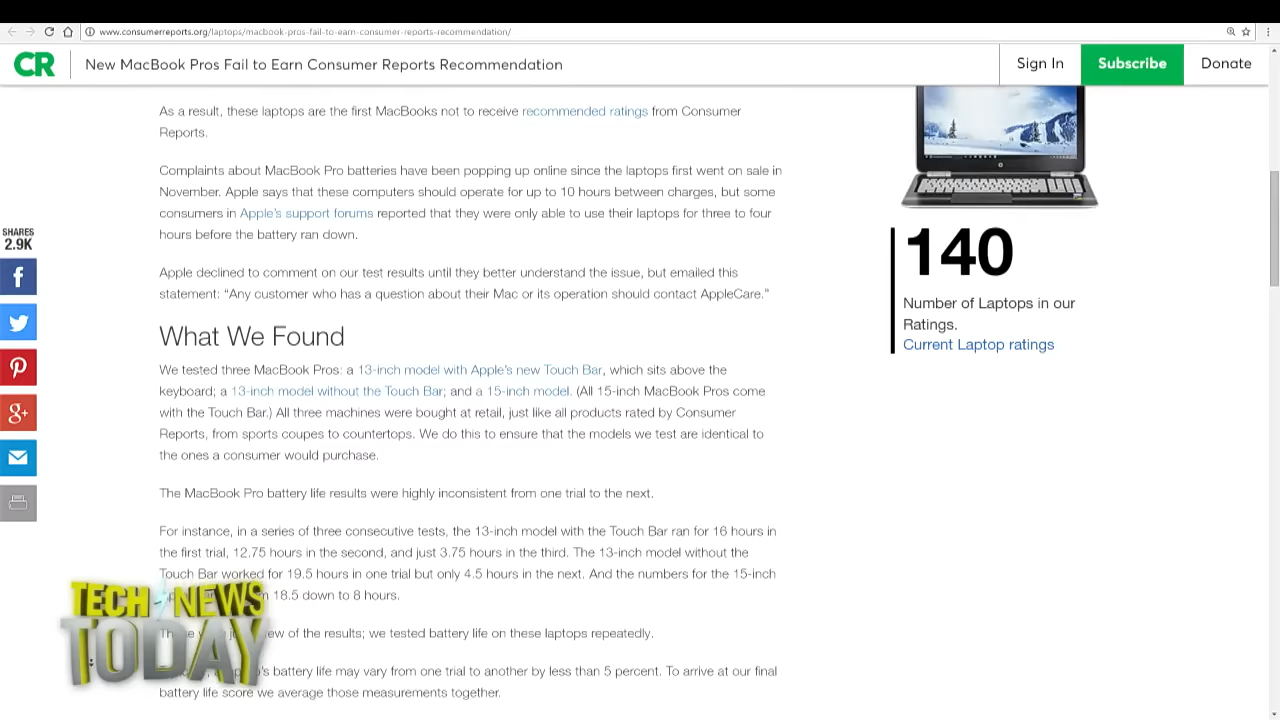 www.consumerreports.org/laptops/macbook-pros-fail-to-earn-consumer-reports-recommendation/
CR
New MacBook Pros Fail to Earn Consumer Reports Recommendation
Sign In
Subscribe
Donate
As a result, these laptops are the first MacBooks not to receive recommended ratings from Consumer
Reports.
Complaints about MacBook Pro batteries have been popping up online since the laptops first went on sale in
November. Apple says that these computers should operate for up to 10 hours between charges, but some
consumers in Apple's support forums reported that they were only able to use their laptops for three to four
hours before the battery ran down.
Apple declined to comment on our test results until they better understand the issue, but emailed this
statement: “Any customer who has a question about their Mac or its operation should contact AppleCare.”
What We Found
We tested three MacBook Pros: a 13-inch model with Apple's new Touch Bar, which sits above the
keyboard; a 13-inch model without the Touch Bar; and a 15-inch model. (All 15-inch MacBook Pros come
with the Touch Bar.) All three machines were bought at retail, just like all products rated by Consumer
Reports, from sports coupes to countertops. We do this to ensure that the models we test are identical to
the ones a consumer would purchase.
The MacBook Pro battery life results were highly inconsistent from one trial to the next.
For instance, in a series of three consecutive tests, the 13-inch model with the Touch Bar ran for 16 hours in
the first trial, 12.75 hours in the second, and just 3.75 hours in the third. The 13-inch model without the
Touch Bar worked for 19.5 hours in one trial but only 4.5 hours in the next. And the numbers for the 15-inch
18.5 down to 8 hours.
of the results; we tested battery life on these laptops repeatedly.
battery life may vary from one trial to another by less than 5 percent. To arrive at our final
battery life score we average those measurements together.
SHARES
2.9K
140
Number of Laptops in our
Ratings.
Current Laptop ratings
TECH NEWS
TODAY